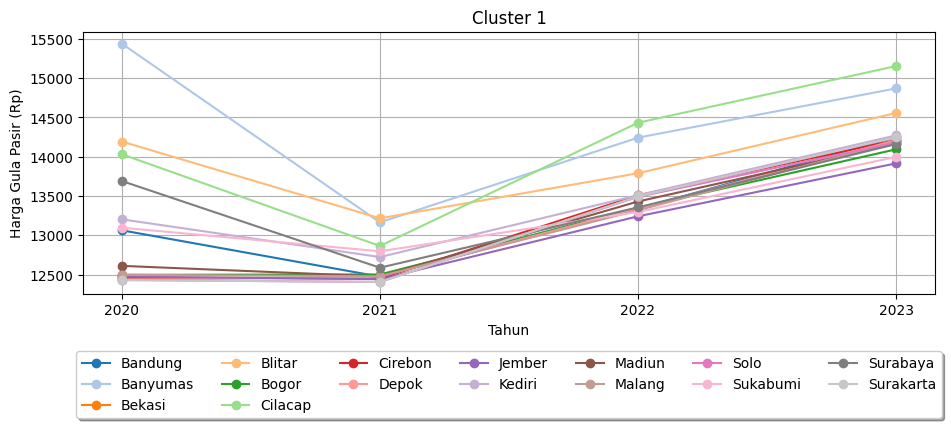 Cluster 1
Harga Gula Pasir (Rp)
15500
15000
14500
14000
13500
13000
12500
2020 2021 2022 2023
Tahun
Bandung Blitar Cirebon Jember Madiun Solo Surabaya
Banyumas Bogor Depok Kediri Malang Sukabumi Surakarta
Bekasi Cilacap